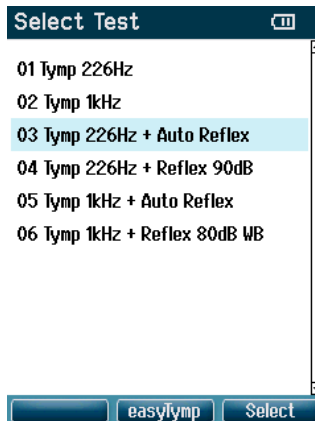 Select Test
01 Tymp 226Hz
02 Tymp 1kHz
03 Tymp 226Hz + Auto Reflex
04 Tymp 226Hz + Reflex 90dB
05 Tymp 1kHz + Auto Reflex
06 Tymp 1kHz + Reflex 80dB WB
easyTymp Select